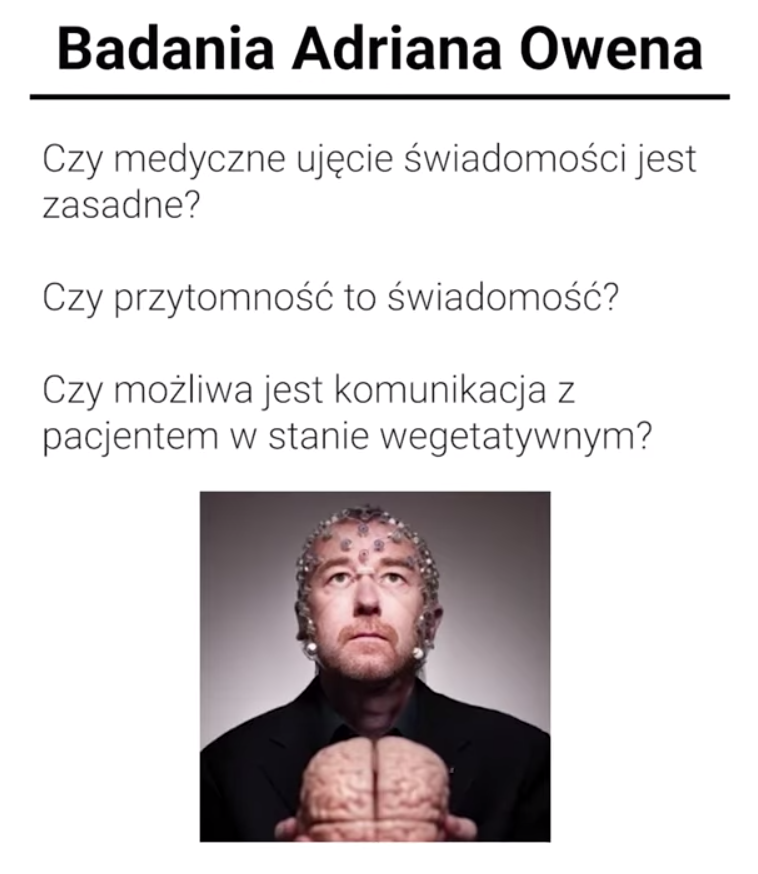 Badania Adriana Owena
Czy medyczne ujęcie świadomości jest
zasadne?
Czy przytomność to świadomość?
Czy możliwa jest komunikacja z
pacjentem w stanie wegetatywnym?